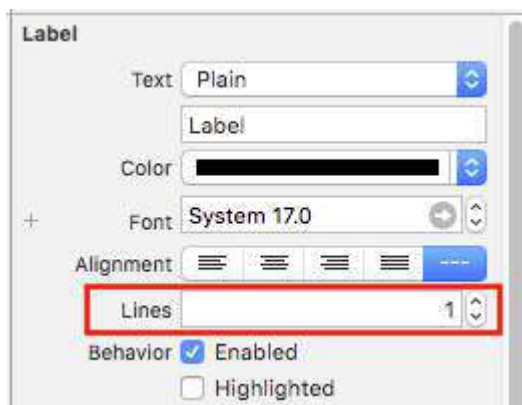 Label
Text Plain
Label
Color
+ Font System 17.0
Alignment ---
Lines 1
Behavior Enabled
Highlighted